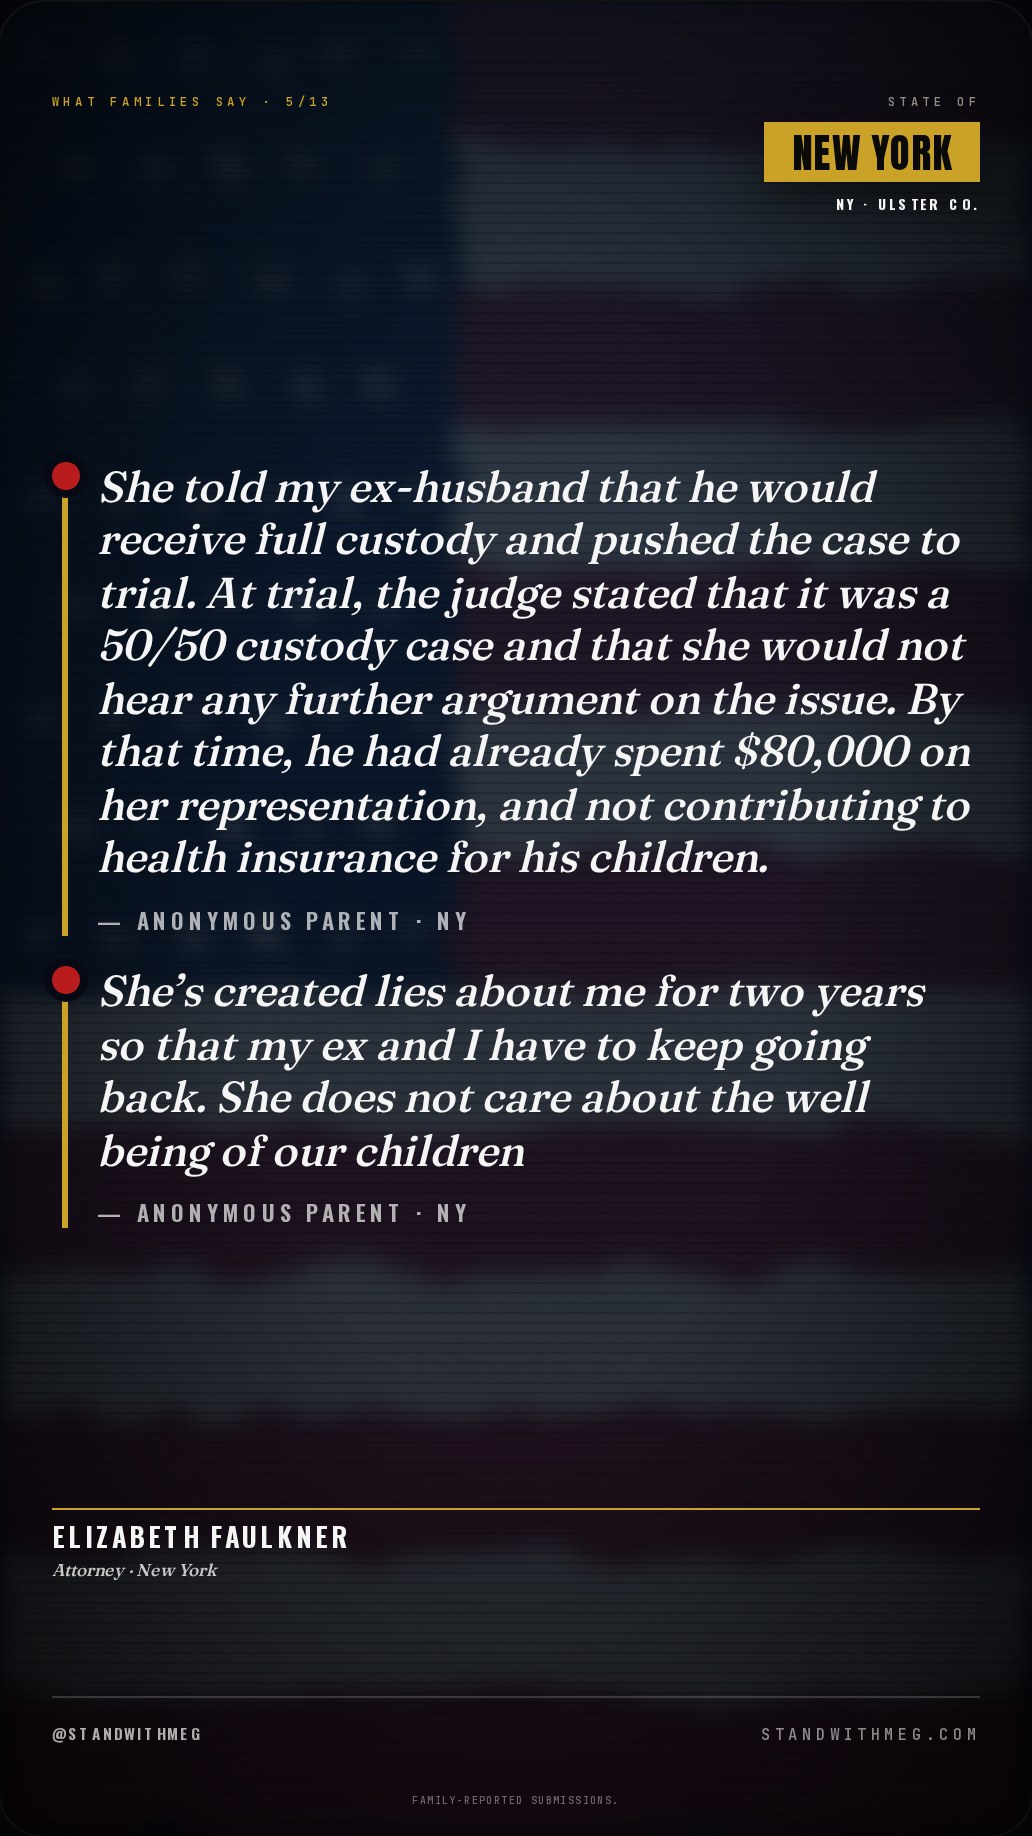 WHAT FAMILIES SAY · 5/13
STATE OF
NEW YORK
NY · ULSTER CO.
She told my ex-husband that he would
receive full custody and pushed the case to
trial. At trial, the judge stated that it was a
50/50 custody case and that she would not
hear any further argument on the issue. By
that time, he had already spent $80,000 on
her representation, and not contributing to
health insurance for his children.
— ANONYMOUS PARENT · NY
She’s created lies about me for two years
so that my ex and I have to keep going
back. She does not care about the well
being of our children
— ANONYMOUS PARENT · NY
ELIZABETH FAULKNER
Attorney · New York
@STANDWITHMEG
STANDWITHMEG.COM
FAMILY-REPORTED SUBMISSIONS.